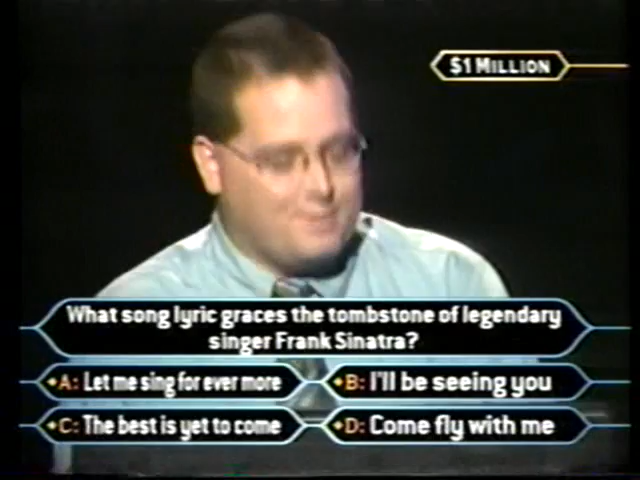 $1 MILLION
What song lyric graces the tombstone of legendary
singer Frank Sinatra?
A: Let me sing for ever more
B: I'll be seeing you
C: The best is yet to come
D: Come fly with me